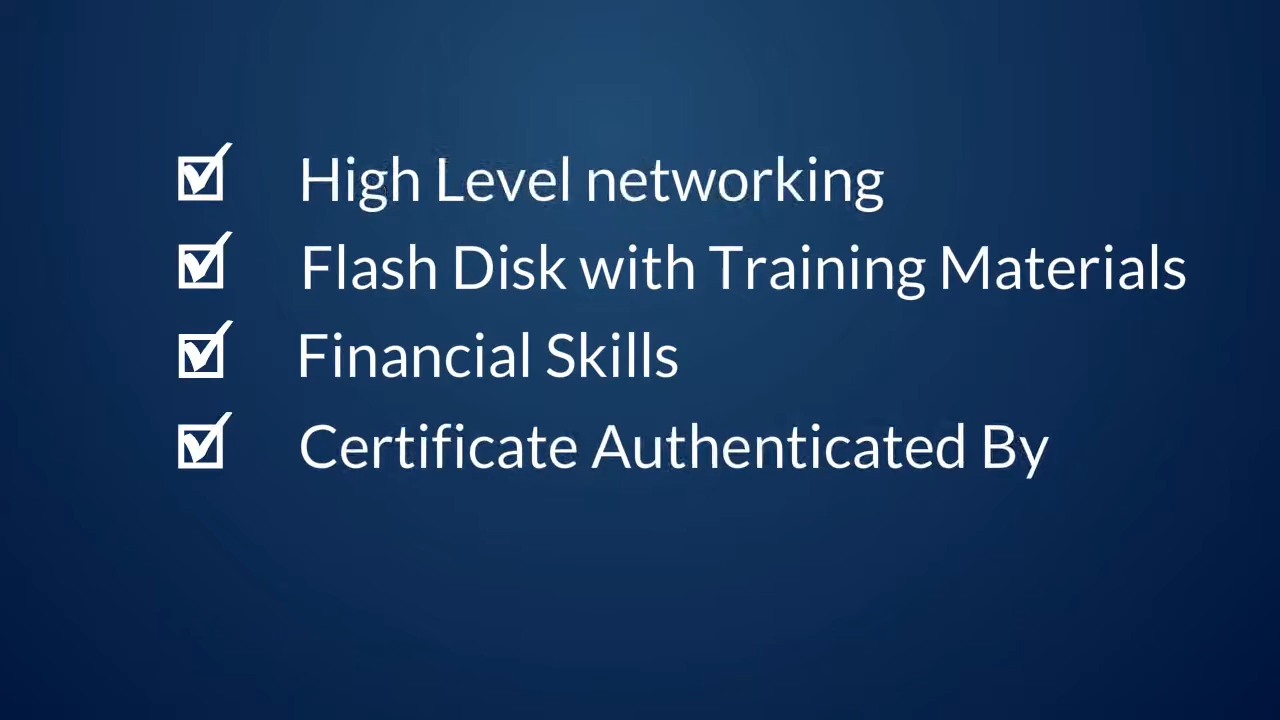 High Level networking
Flash Disk with Training Materials
Financial Skills
Certificate Authenticated By